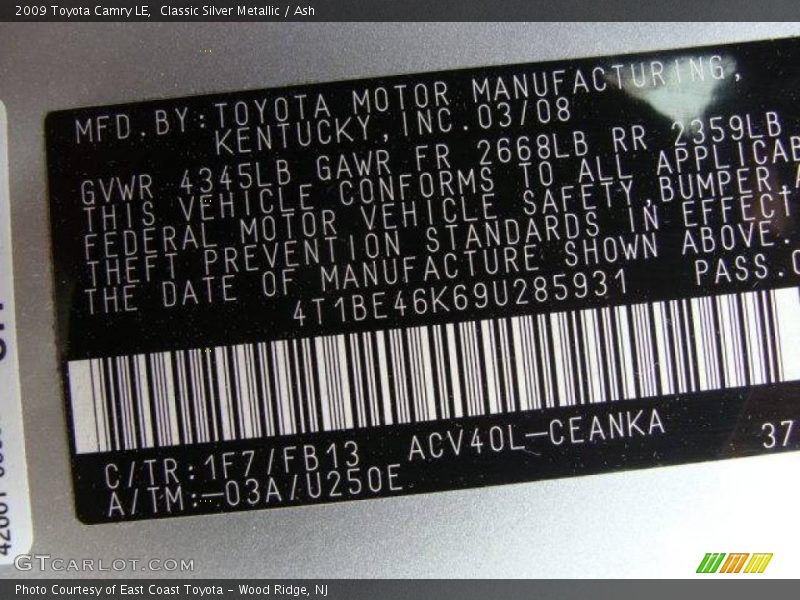 2009 Toyota Camry LE,  Classic Silver Metallic / Ash
MFD.BY:TOYOTA MOTOR MANUFACTURING,
KENTUCKY,INC.03/08
GVWR 4345LB GAWR FR 2668LB RR 2359LB
THIS VEHICLE CONFORMS TO ALL APPLICAB
FEDERAL MOTOR VEHICLE SAFETY,BUMPER,A
THEFT PREVENTION STANDARDS IN EFFECT
THE DATE OF MANUFACTURE SHOWN ABOVE.
4T1BE46K69U285931 PASS.C
C/TR:1F7/FB13 ACV40L-CEANKA 37
A/TM:-03A/U250E
GTCARLOT.COM
Photo Courtesy of East Coast Toyota - Wood Ridge, NJ